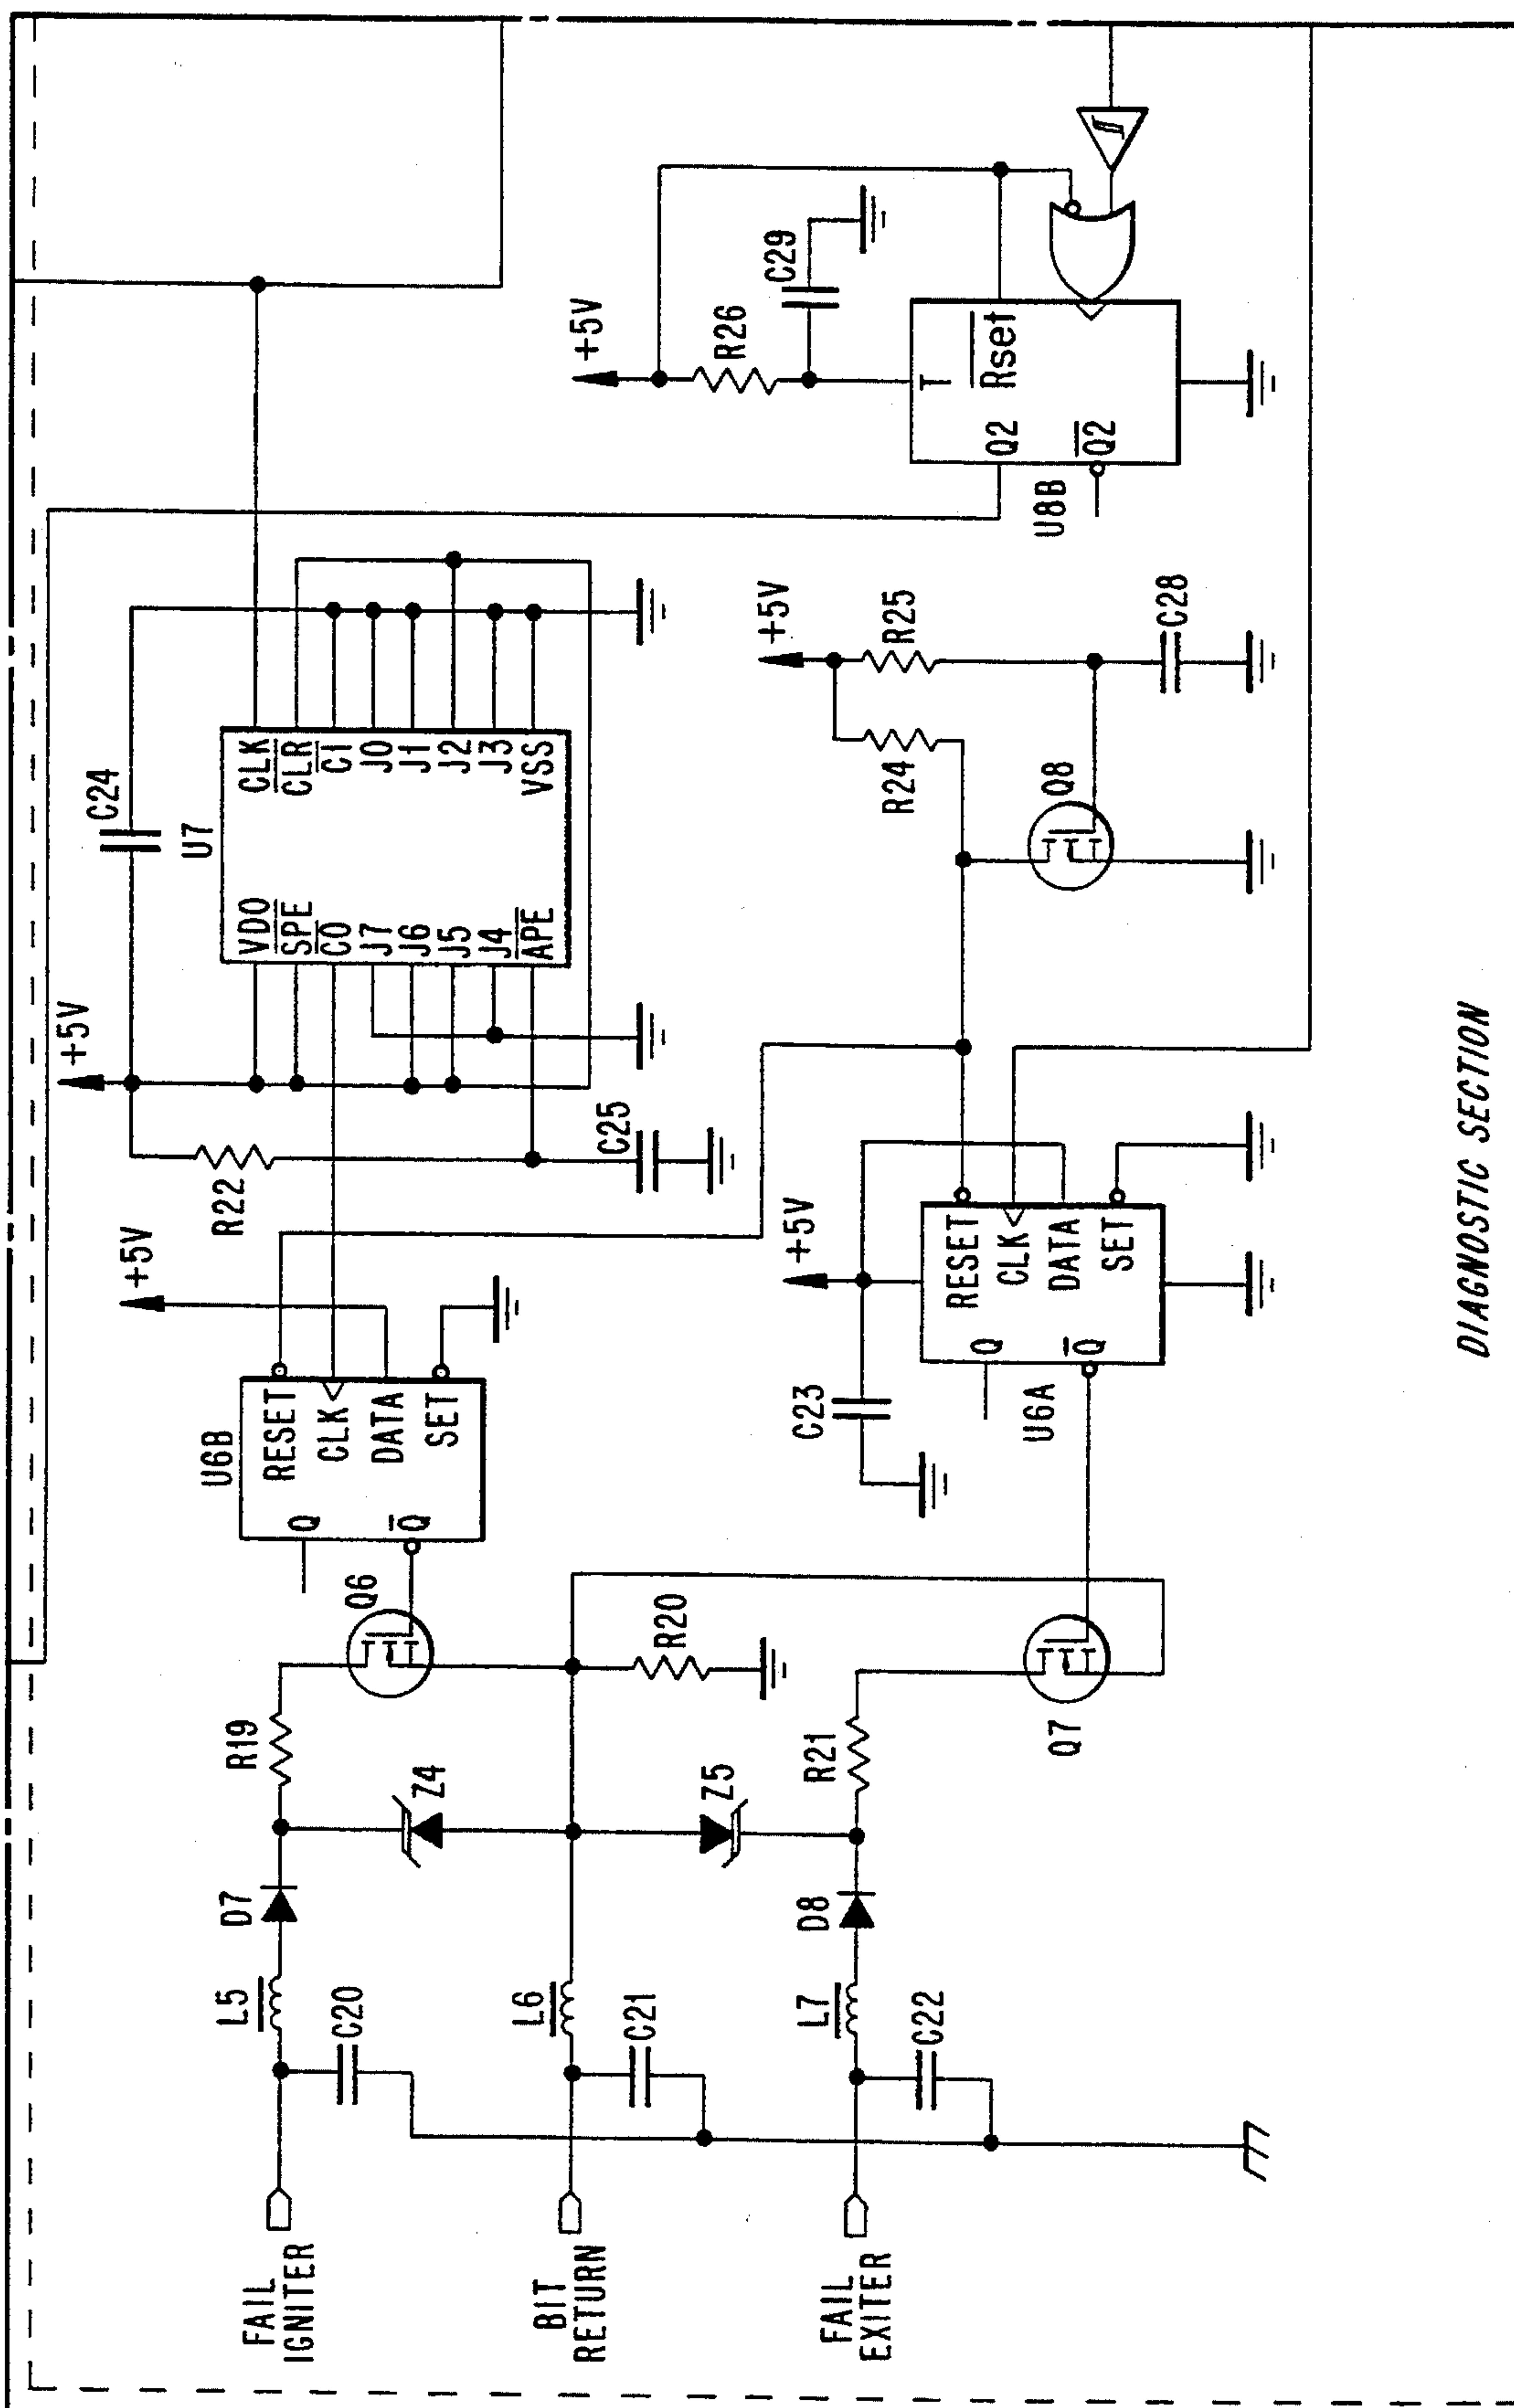 FAIL
IGNITER
BIT
RETURN
FAIL
EXITER
L5
C20
L6
C21
L7
C22
D7
D8
Z4
Z5
R19
R21
Q6
R20
Q7
U6B
RESET
CLK
DATA
SET
Q
Q
+5V
C23
U6A
+5V
RESET
CLK
DATA
SET
Q
Q
R22
C25
+5V
C24
U7
VDO
SPE
CO
J7
J6
J5
J4
APE
CLK
CLR
CI
J0
J1
J2
J3
VSS
+5V
R24
R25
Q8
C28
U8B
Q2
Q2
T
Rset
+5V
R26
C29
DIAGNOSTIC SECTION